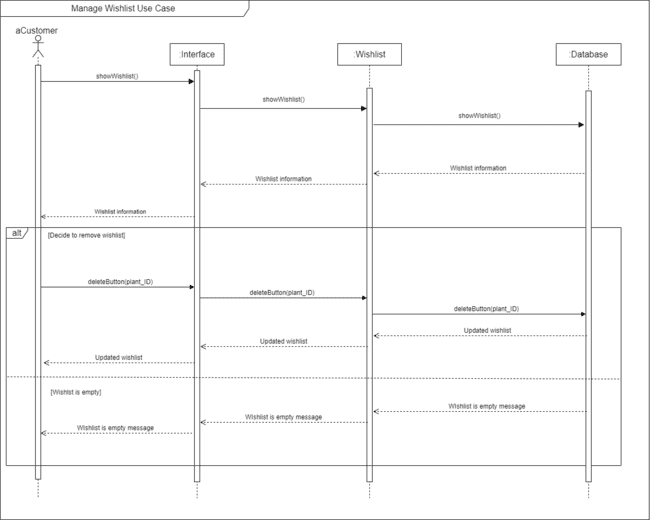 Manage Wishlist Use Case
aCustomer
:Interface
:Wishlist
:Database
showWishlist()
showWishlist()
showWishlist()
Wishlist information
Wishlist information
Wishlist information
alt
[Decide to remove wishlist]
deleteButton(plant_ID)
deleteButton(plant_ID)
deleteButton(plant_ID)
Updated wishlist
Updated wishlist
Updated wishlist
[Wishlist is empty]
WIshlist is empty message
WIshlist is empty message
WIshlist is empty message